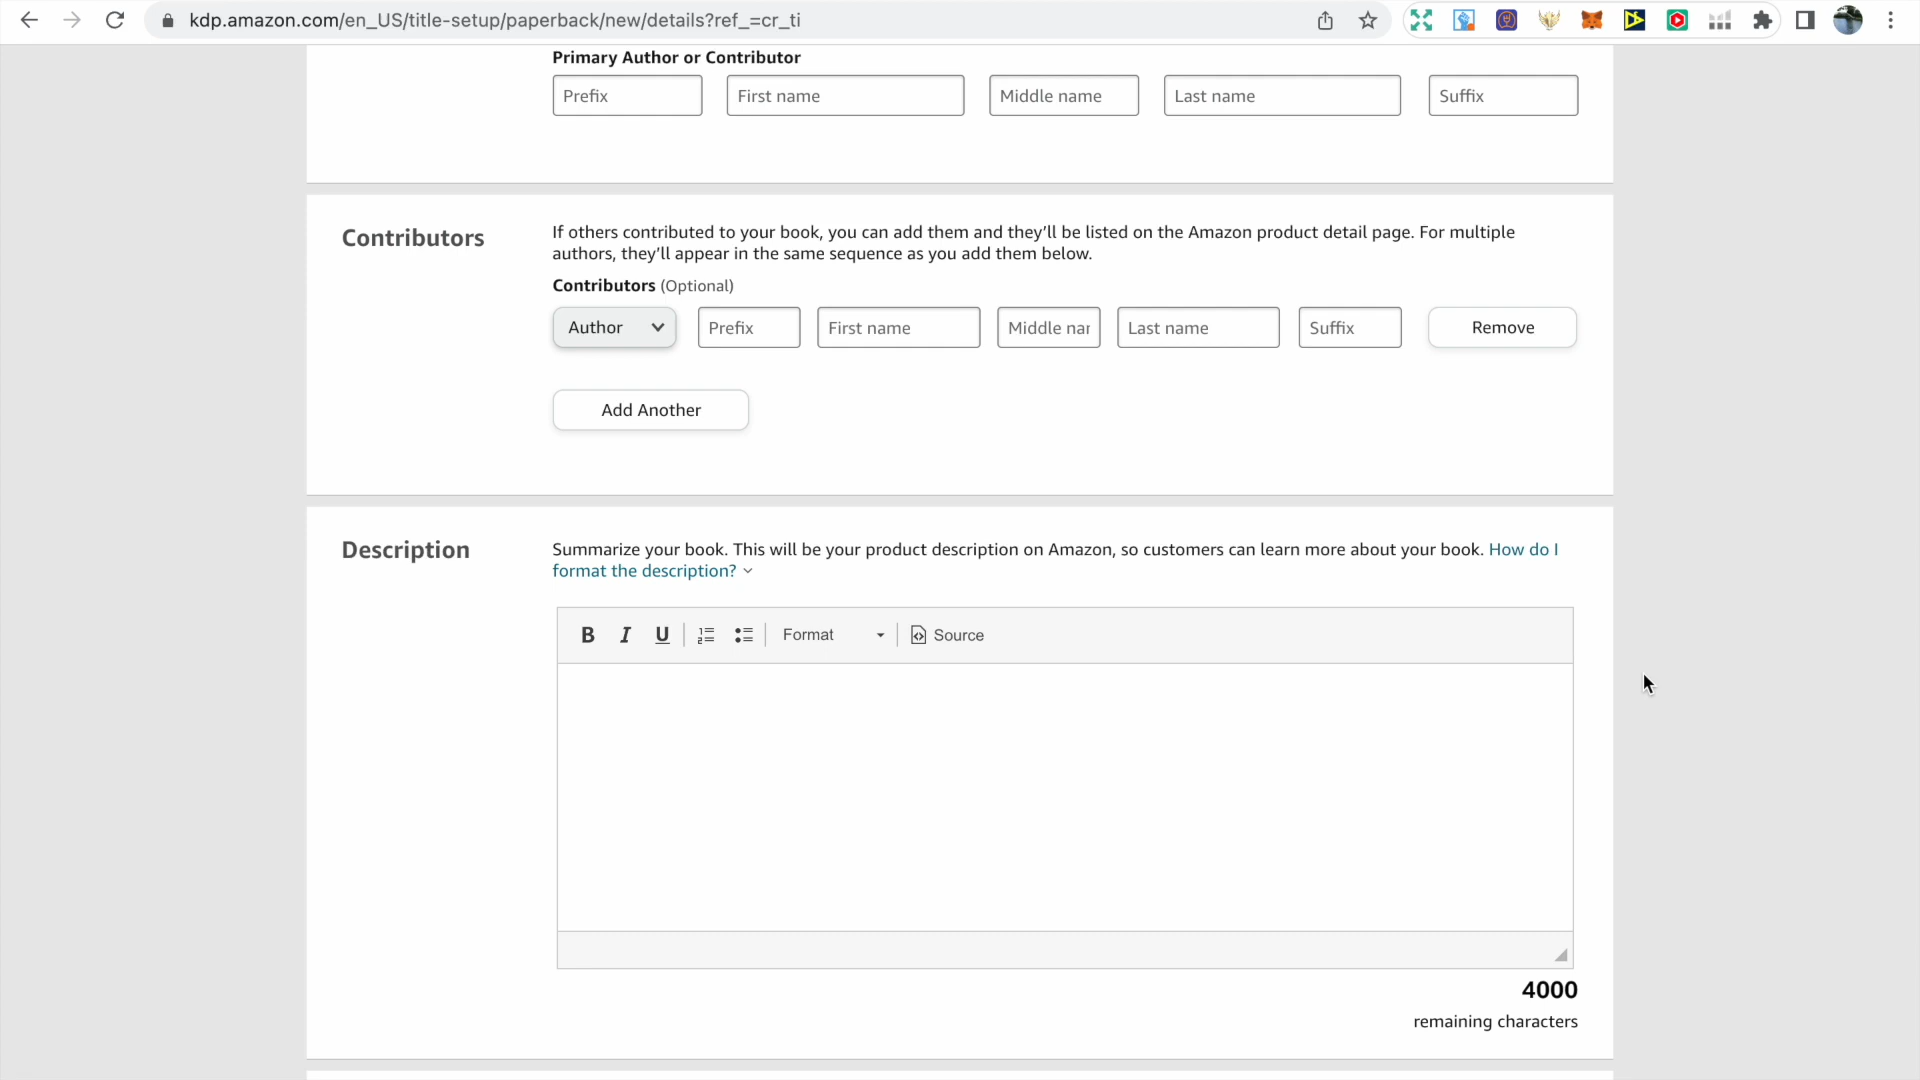 kdp.amazon.com/en_US/title-setup/paperback/new/details?ref_=cr_ti
Primary Author or Contributor
Prefix First name Middle name Last name Suffix
Contributors If others contributed to your book, you can add them and they’ll be listed on the Amazon product detail page. For multiple
authors, they’ll appear in the same sequence as you add them below.
Contributors (Optional)
Author Prefix First name Middle nar Last name Suffix Remove
Add Another
Description Summarize your book. This will be your product description on Amazon, so customers can learn more about your book. How do I
format the description?
B I U Format Source
4000
remaining characters